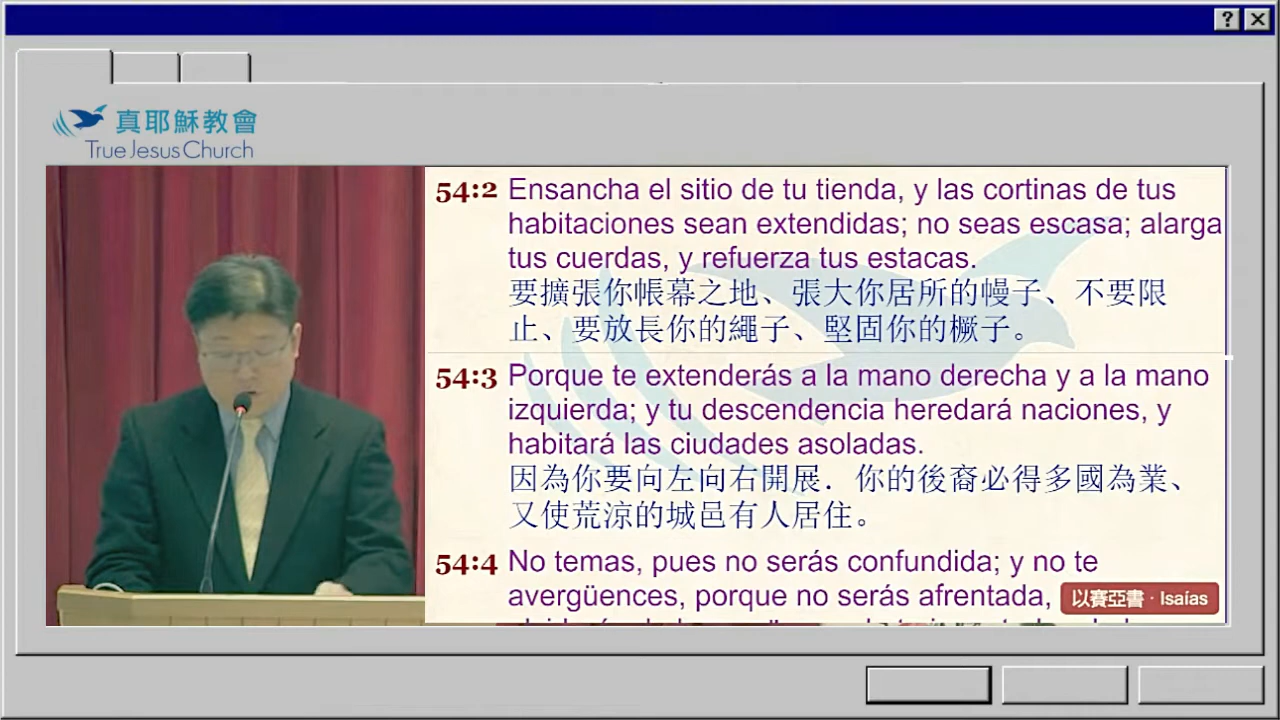 真耶穌教會
True Jesus Church
54:2 Ensancha el sitio de tu tienda, y las cortinas de tus
habitaciones sean extendidas; no seas escasa; alarga
tus cuerdas, y refuerza tus estacas.
要擴張你帳幕之地、張大你居所的幔子、不要限
止、要放長你的繩子、堅固你的橛子。
54:3 Porque te extenderás a la mano derecha y a la mano
izquierda; y tu descendencia heredará naciones, y
habitará las ciudades asoladas.
因為你要向左向右開展．你的後裔必得多國為業、
又使荒涼的城邑有人居住。
54:4 No temas, pues no serás confundida; y no te
avergüences, porque no serás afrentada,
以賽亞書 · Isaías